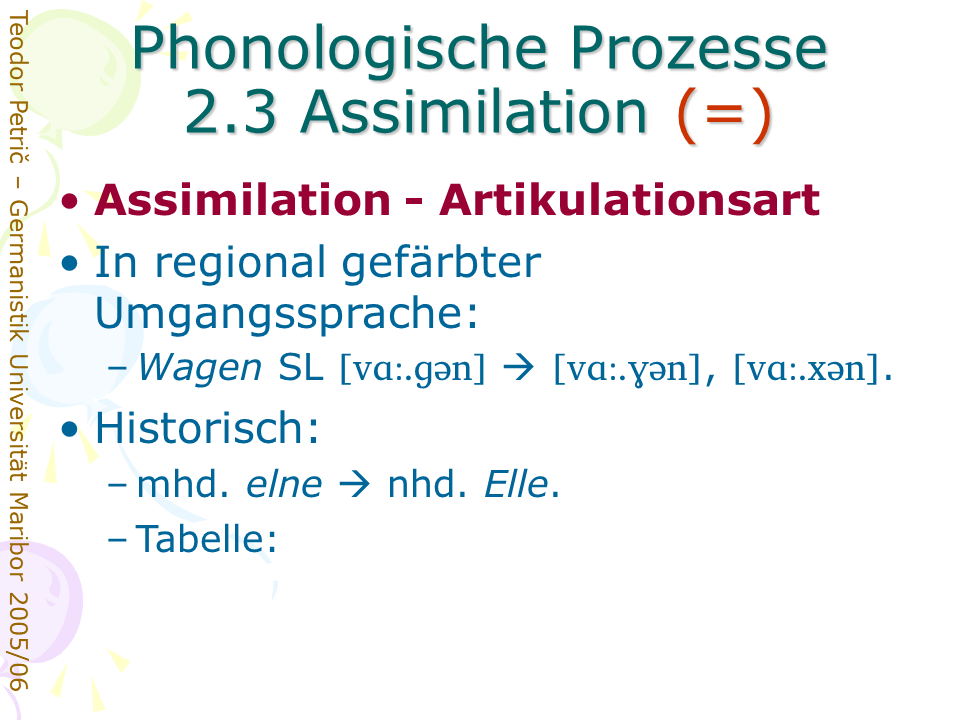 Phonologische Prozesse
2.3 Assimilation (=)
• Assimilation - Artikulationsart
• In regional gefärbter
Umgangssprache:
– Wagen SL [vɑː.ɡən] → [vɑː.ɣən], [vɑː.xən].
• Historisch:
– mhd. elne → nhd. Elle.
– Tabelle:
Teodor Petrič – Germanistik Universität Maribor 2005/06